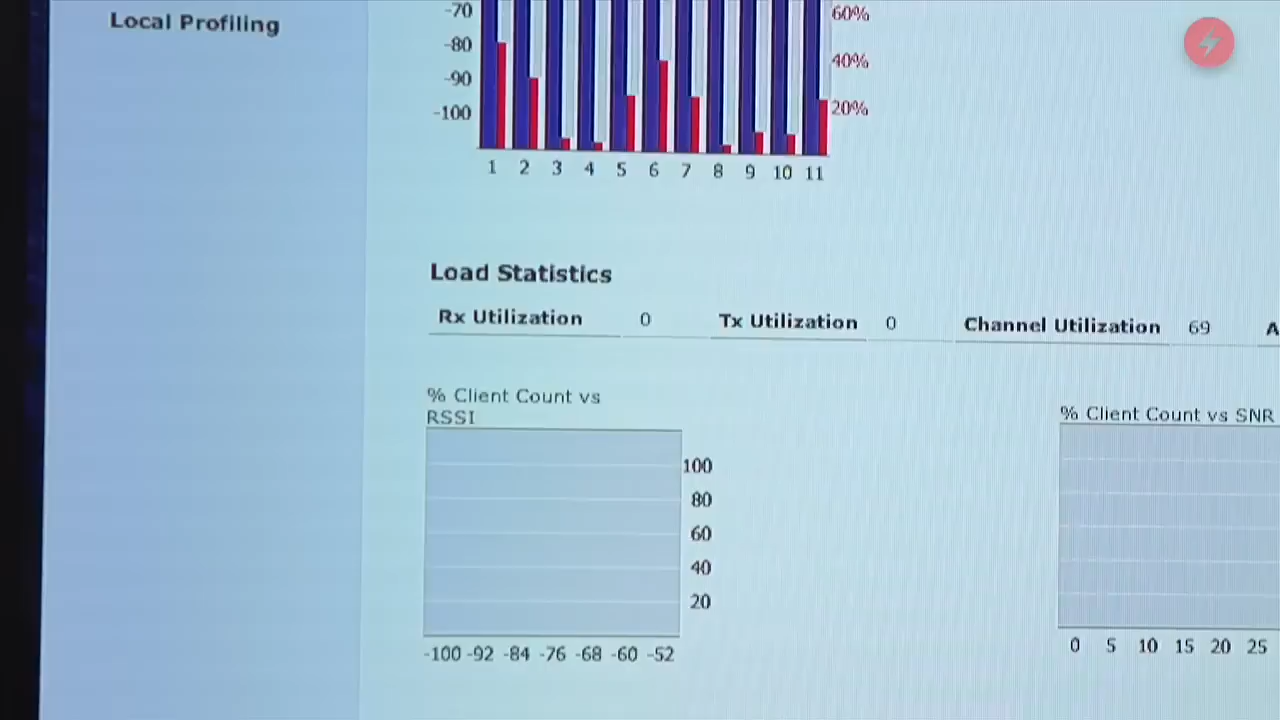 Local Profiling
-70
-80
-90
-100
60%
40%
20%
1 2 3 4 5 6 7 8 9 10 11
Load Statistics
Rx Utilization 0 Tx Utilization 0 Channel Utilization 69 A
% Client Count vs
RSSI
100
80
60
40
20
-100 -92 -84 -76 -68 -60 -52
% Client Count vs SNR
0 5 10 15 20 25